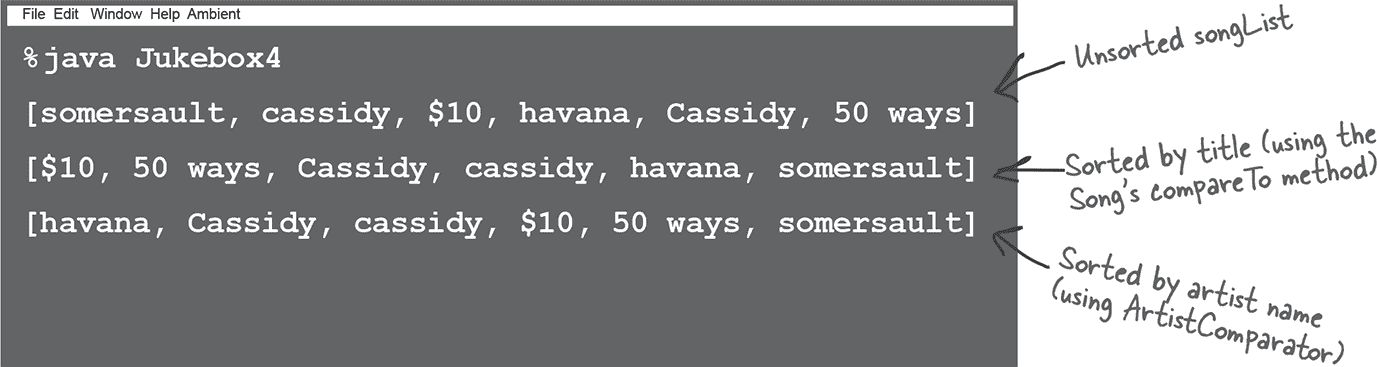 File Edit Window Help Ambient
%java Jukebox4
[somersault, cassidy, $10, havana, Cassidy, 50 ways]
[$10, 50 ways, Cassidy, cassidy, havana, somersault]
[havana, Cassidy, cassidy, $10, 50 ways, somersault]
Unsorted songList
Sorted by title (using the
Song's compareTo method)
Sorted by artist name
(using ArtistComparator)